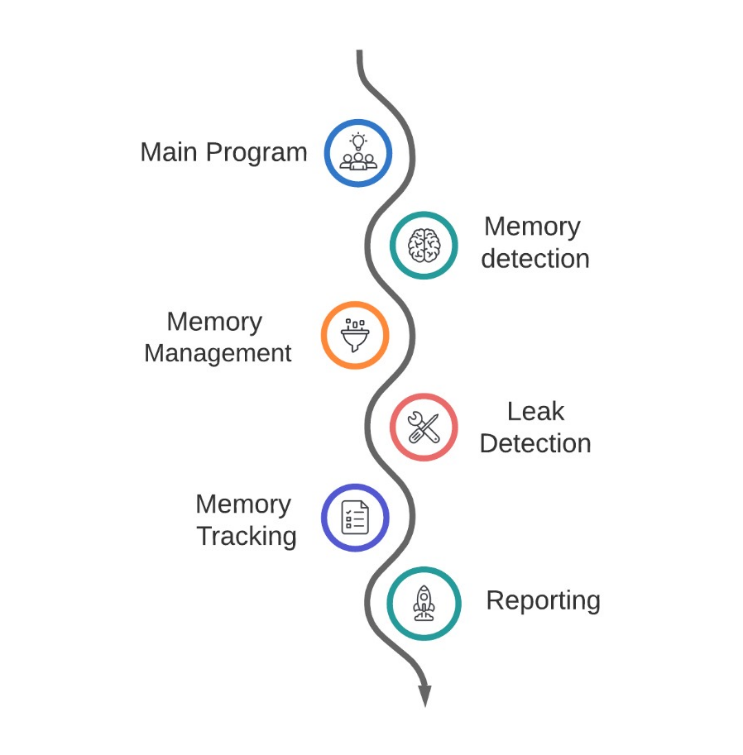 Main Program
Memory
detection
Memory
Management
Leak
Detection
Memory
Tracking
Reporting